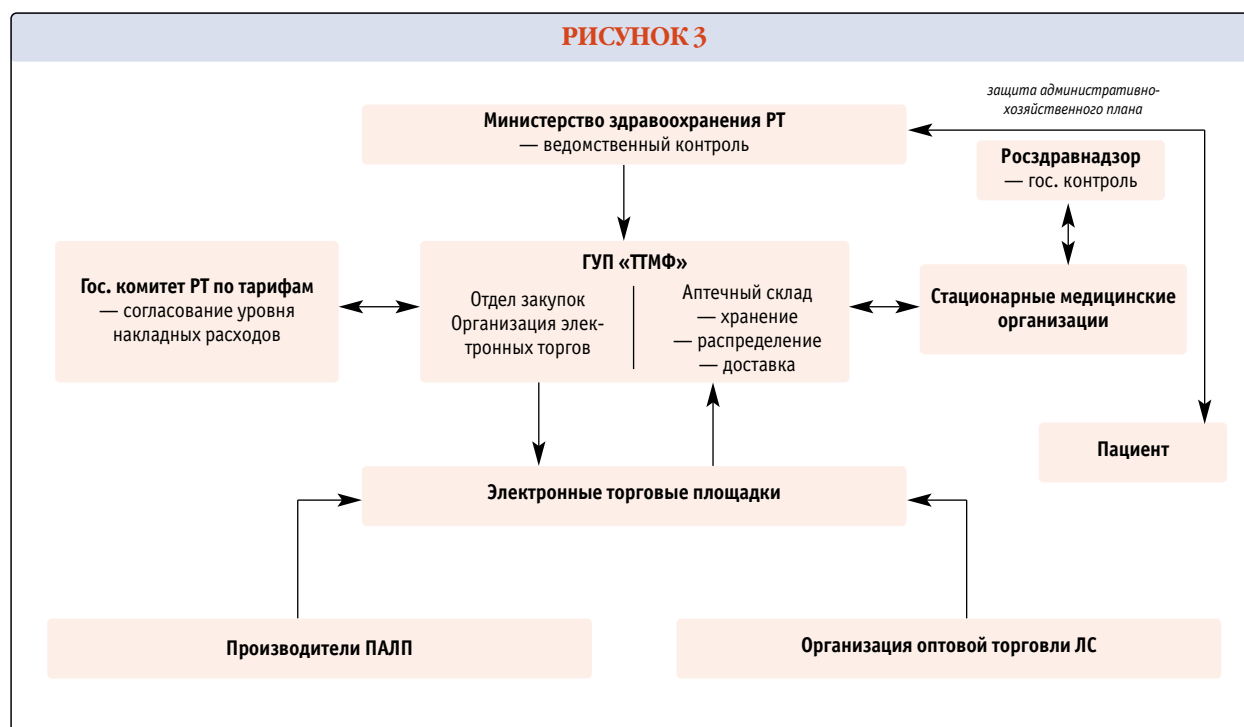 РИСУНОК 3
защита административно-
хозяйственного плана
Министерство здравоохранения РТ
— ведомственный контроль
Росздравнадзор
— гос. контроль
ГУП «ТТМФ»
Гос. комитет РТ по тарифам
— согласование уровня
накладных расходов
Отдел закупок
Организация элек-
тронных торгов
Аптечный склад
— хранение
— распределение
— доставка
Стационарные медицинские
организации
Пациент
Электронные торговые площадки
Производители ПАЛП
Организация оптовой торговли ЛС